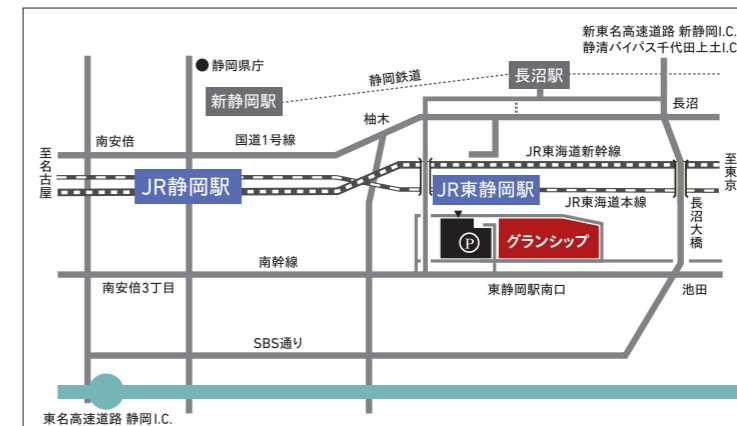 新東名高速道路 新静岡I.C.
静清バイパス千代田上土I.C
静岡県庁
静岡鉄道
長沼駅
新静岡駅
柚木
長沼
南安倍
国道1号線
JR東海道新幹線
至名古屋
JR静岡駅
JR東静岡駅
至東京
JR東海道本線
長沼大橋
P
グランシップ
南幹線
南安倍3丁目
東静岡駅南口
池田
SBS通り
東名高速道路 静岡I.C.